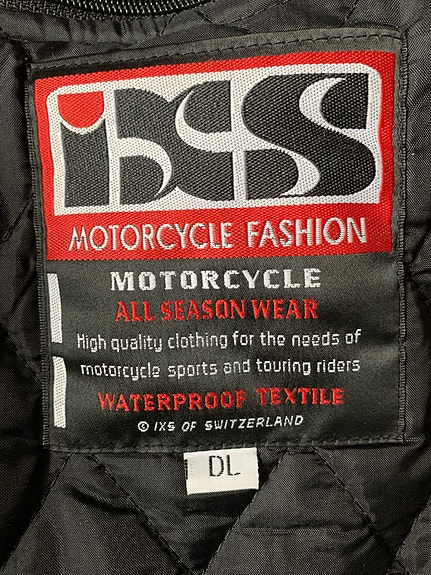 iXS
MOTORCYCLE FASHION
MOTORCYCLE
ALL SEASON WEAR
High quality clothing for the needs of
motorcycle sports and touring riders
WATERPROOF TEXTILE
© IXS OF SWITZERLAND
DL